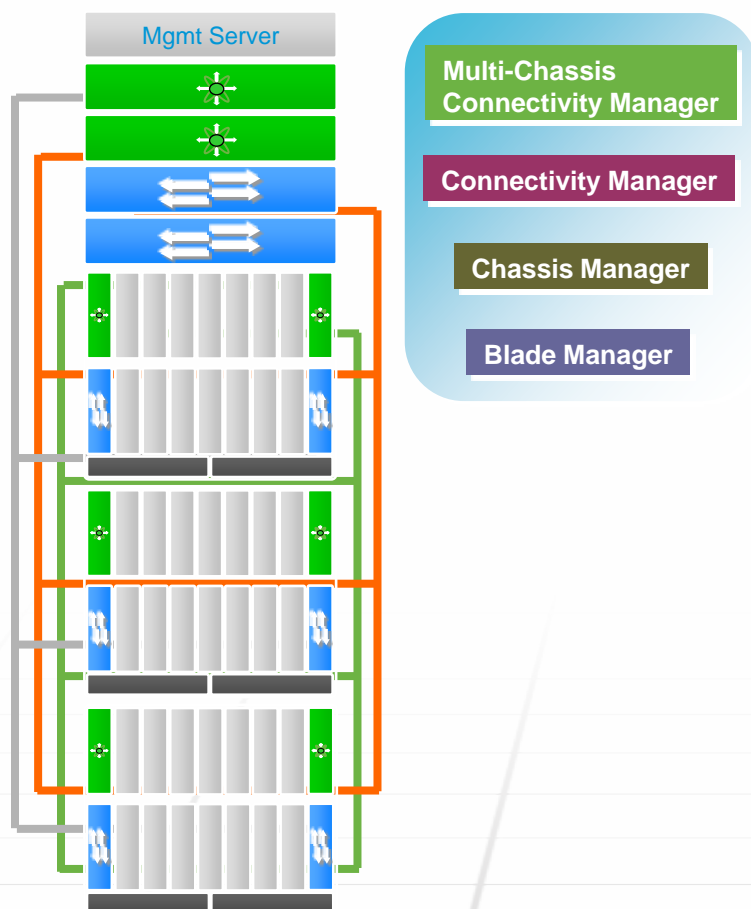 Mgmt Server
Multi-Chassis
Connectivity Manager
Connectivity Manager
Chassis Manager
Blade Manager